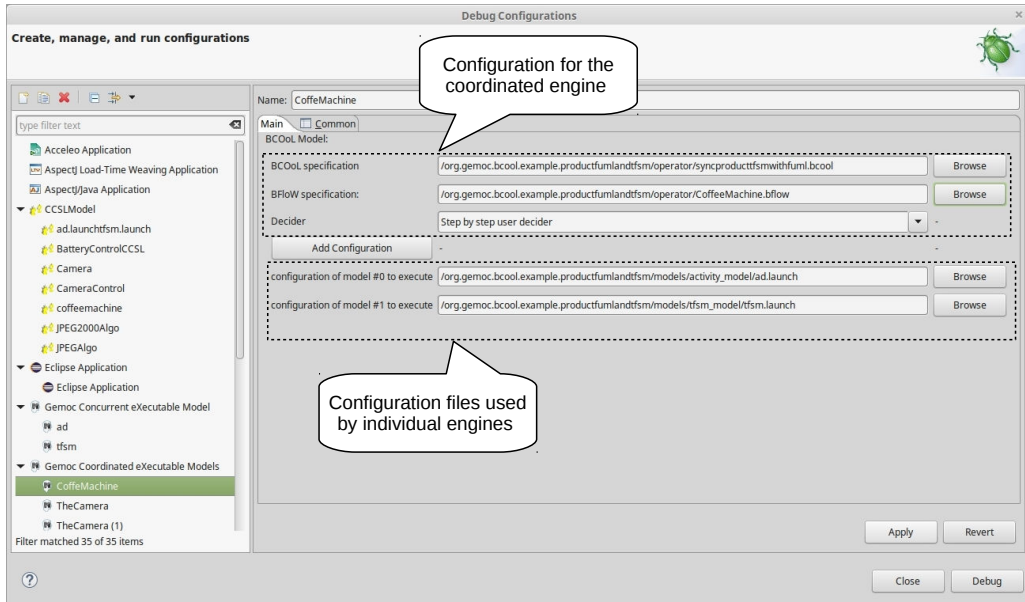 Debug Configurations
×
Create, manage, and run configurations
Configuration for the
coordinated engine
type filter text
Acceleo Application
AspectJ Load-Time Weaving Application
AspectJ/Java Application
CCSLModel
ad.launchtfsm.launch
BatteryControlCCSL
Camera
CameraControl
coffeemachine
JPEG2000Algo
JPEGAlgo
Eclipse Application
Eclipse Application
Gemoc Concurrent eXecutable Model
ad
tfsm
Gemoc Coordinated eXecutable Models
CoffeMachine
TheCamera
TheCamera (1)
Filter matched 35 of 35 items
Name: CoffeMachine
Main Common
BCOoL Model:
BCOoL specification /org.gemoc.bcool.example.productfumlandtfsm/operator/syncproducttfsmwithfuml.bcool Browse
BFloW specification: /org.gemoc.bcool.example.productfumlandtfsm/operator/CoffeeMachine.bflow Browse
Decider Step by step user decider -
Add Configuration - -
configuration of model #0 to execute /org.gemoc.bcool.example.productfumlandtfsm/models/activity_model/ad.launch Browse
configuration of model #1 to execute /org.gemoc.bcool.example.productfumlandtfsm/models/tfsm_model/tfsm.launch Browse
Configuration files used
by individual engines
Apply Revert
? Close Debug